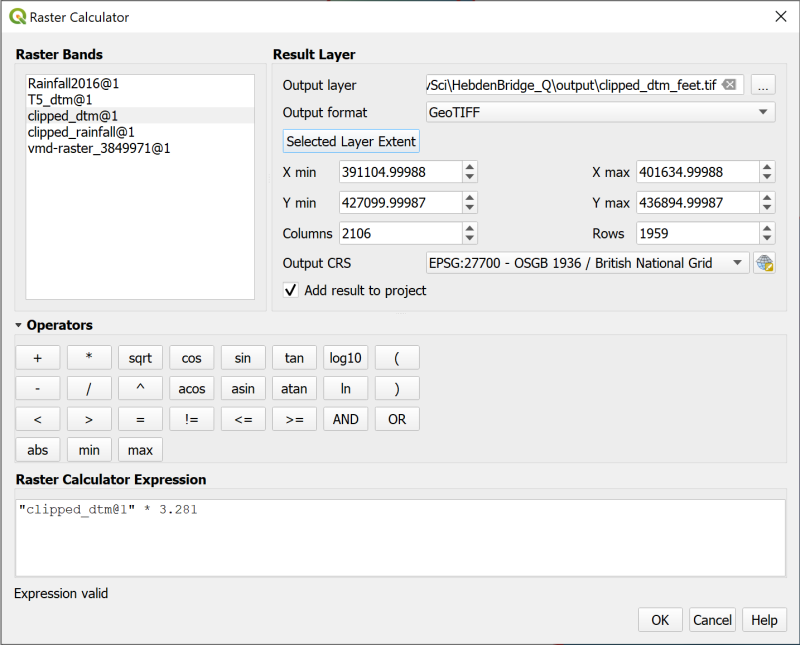 Raster Calculator
Raster Bands
Rainfall2016@1
T5_dtm@1
clipped_dtm@1
clipped_rainfall@1
vmd-raster_3849971@1
Result Layer
Output layer /Sci\HebdenBridge_Q\output\clipped_dtm_feet.tif ...
Output format GeoTIFF
Selected Layer Extent
X min 391104.99988 X max 401634.99988
Y min 427099.99987 Y max 436894.99987
Columns 2106 Rows 1959
Output CRS EPSG:27700 - OSGB 1936 / British National Grid
Add result to project
Operators
+ * sqrt cos sin tan log10 (
- / ^ acos asin atan ln )
< > = != <= >= AND OR
abs min max
Raster Calculator Expression
"clipped_dtm@1" * 3.281
Expression valid
OK Cancel Help